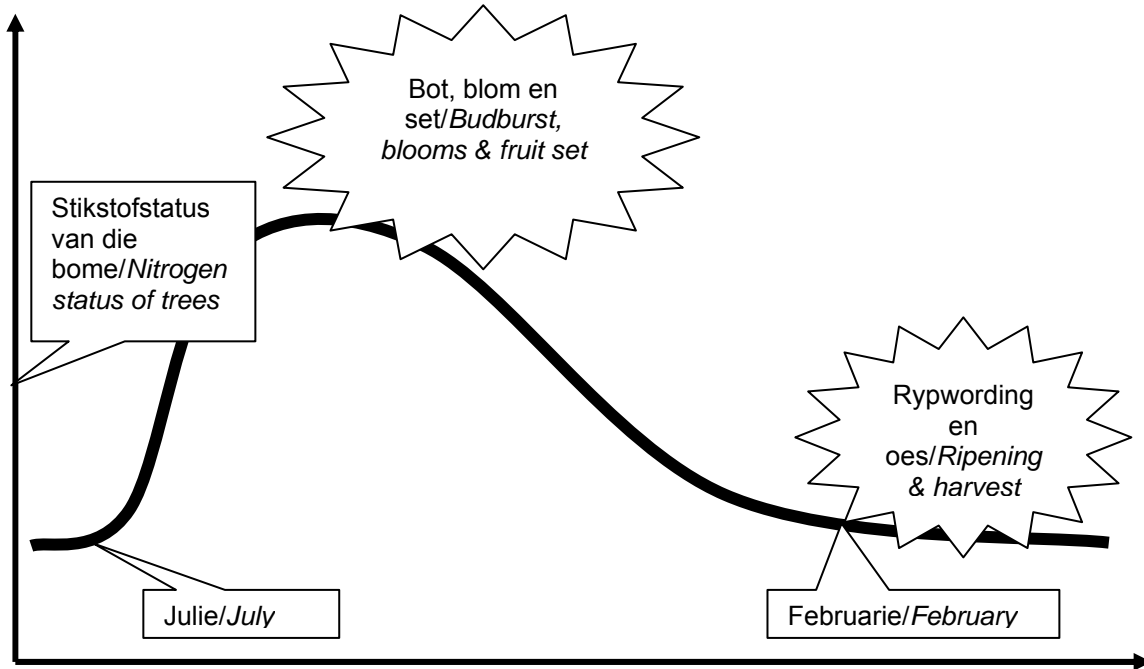 Bot, blom en
set/Budburst,
blooms & fruit set
Stikstofstatus
van die
bome/Nitrogen
status of trees
Rypwording
en
oes/Ripening
& harvest
Julie/July
Februarie/February